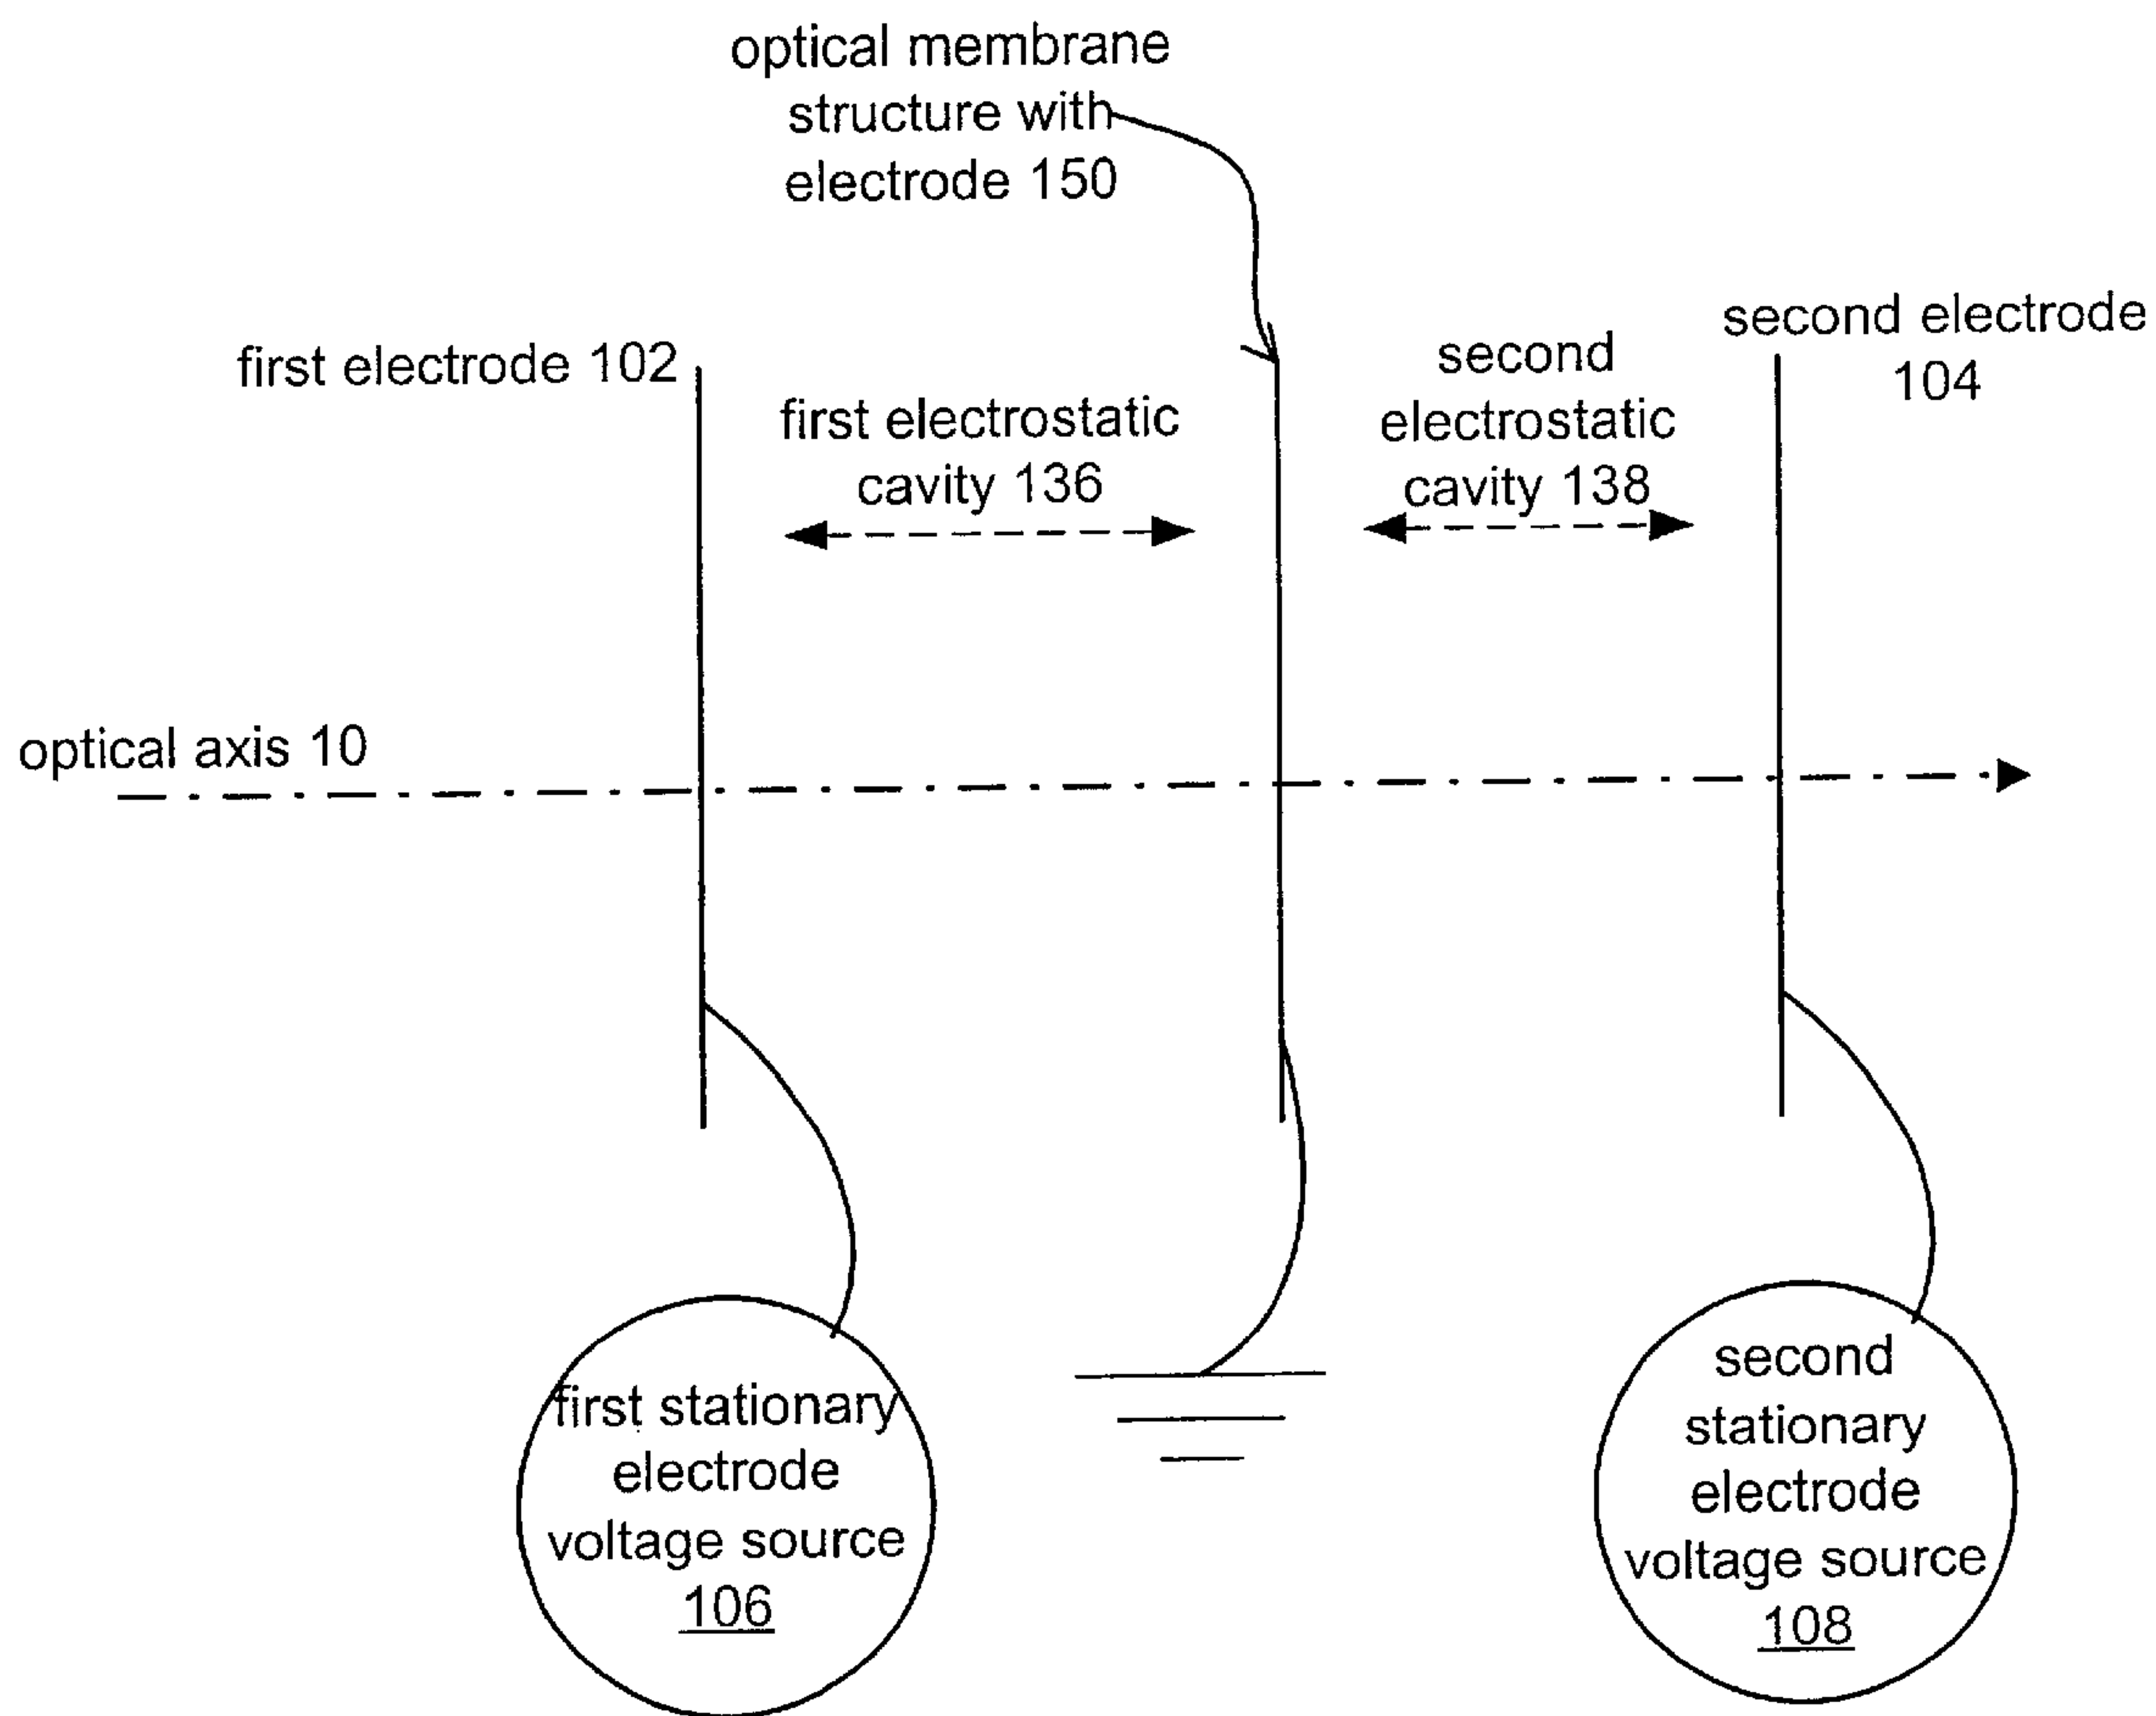 optical membrane
structure with
electrode 150
first electrode 102
first electrostatic
cavity 136
second
electrostatic
cavity 138
second electrode
104
optical axis 10
first stationary
electrode
voltage source
106
second
stationary
electrode
voltage source
108